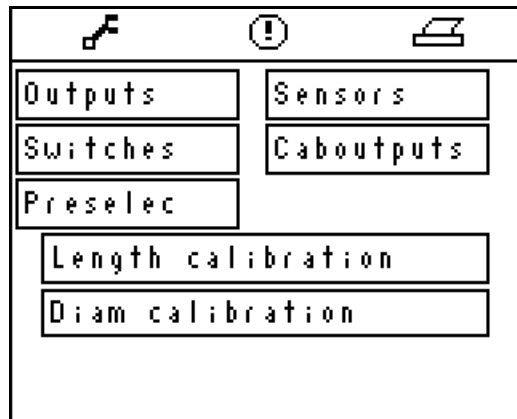 Outputs Sensors
Switches Caboutputs
Preselec
Length calibration
Diam calibration